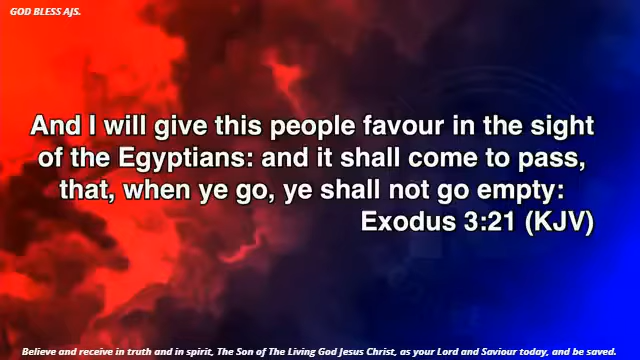 GOD BLESS AJS.
And I will give this people favour in the sight
of the Egyptians: and it shall come to pass,
that, when ye go, ye shall not go empty:
Exodus 3:21 (KJV)
Believe and receive in truth and in spirit, The Son of The Living God Jesus Christ, as your Lord and Saviour today, and be saved.